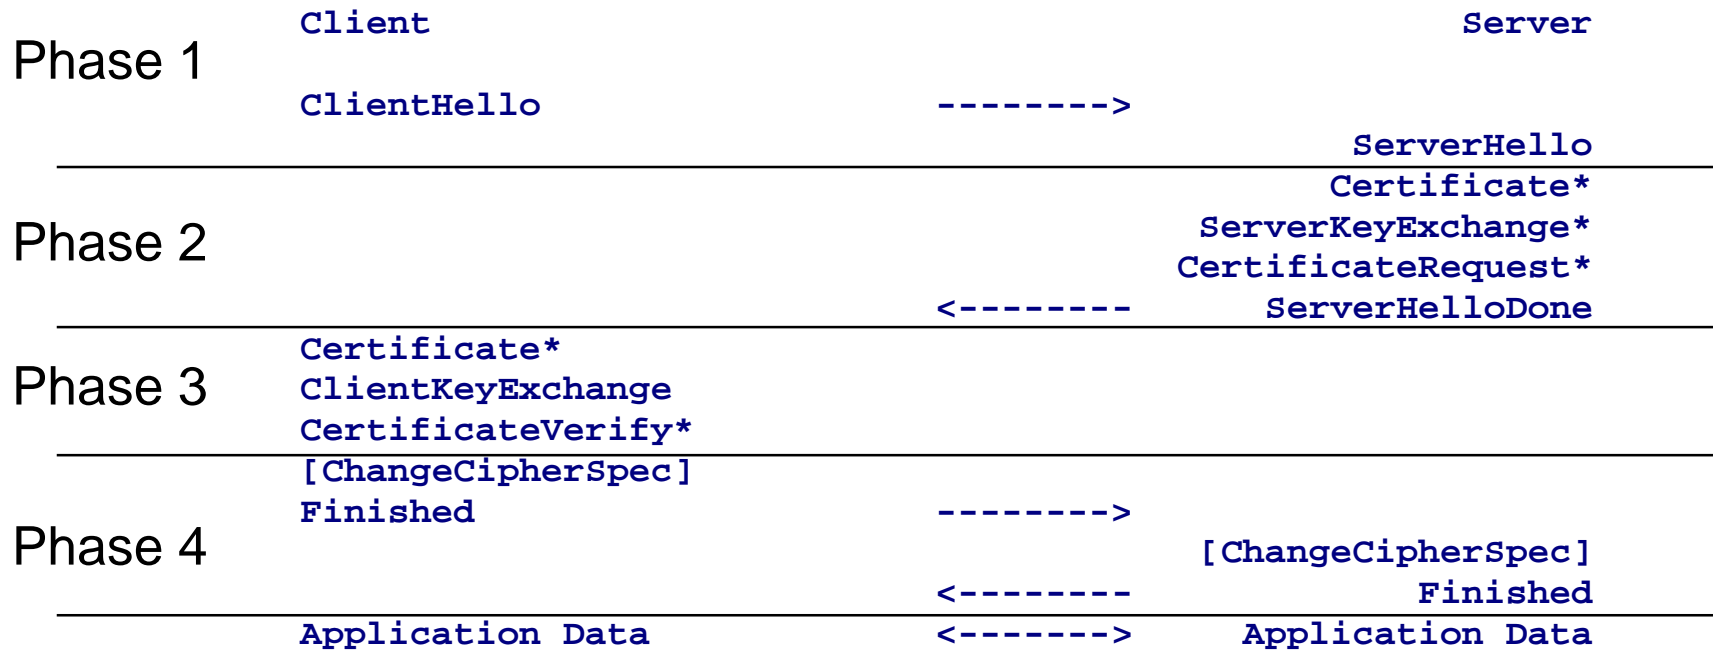 Client Server
Phase 1
ClientHello -------->
ServerHello
Certificate*
Phase 2 ServerKeyExchange*
CertificateRequest*
<-------- ServerHelloDone
Certificate*
Phase 3 ClientKeyExchange
CertificateVerify*
[ChangeCipherSpec]
Finished -------->
Phase 4 [ChangeCipherSpec]
<-------- Finished
Application Data <-------> Application Data